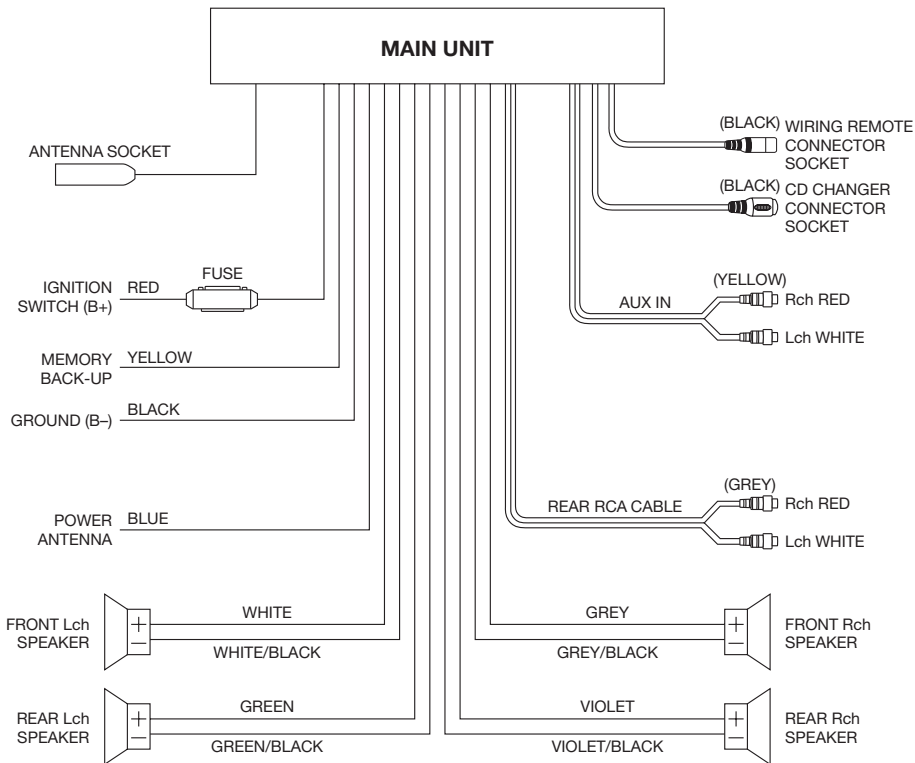 MAIN UNIT
ANTENNA SOCKET
(BLACK) WIRING REMOTE
CONNECTOR
SOCKET
(BLACK) CD CHANGER
CONNECTOR
SOCKET
FUSE
IGNITION RED
SWITCH (B+)
(YELLOW)
AUX IN Rch RED
Lch WHITE
MEMORY YELLOW
BACK-UP
GROUND (B–) BLACK
POWER BLUE
ANTENNA
(GREY)
REAR RCA CABLE Rch RED
Lch WHITE
FRONT Lch
SPEAKER
+
–
WHITE
WHITE/BLACK
GREY
GREY/BLACK
+
–
FRONT Rch
SPEAKER
REAR Lch
SPEAKER
+
–
GREEN
GREEN/BLACK
VIOLET
VIOLET/BLACK
+
–
REAR Rch
SPEAKER